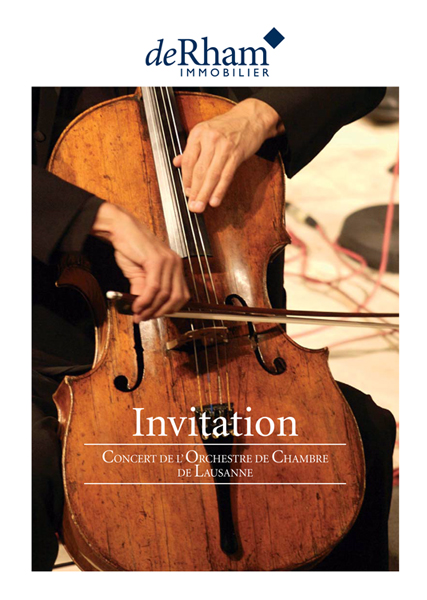 deRham
IMMOBILIER
Invitation
CONCERT DE L'ORCHESTRE DE CHAMBRE
DE LAUSANNE